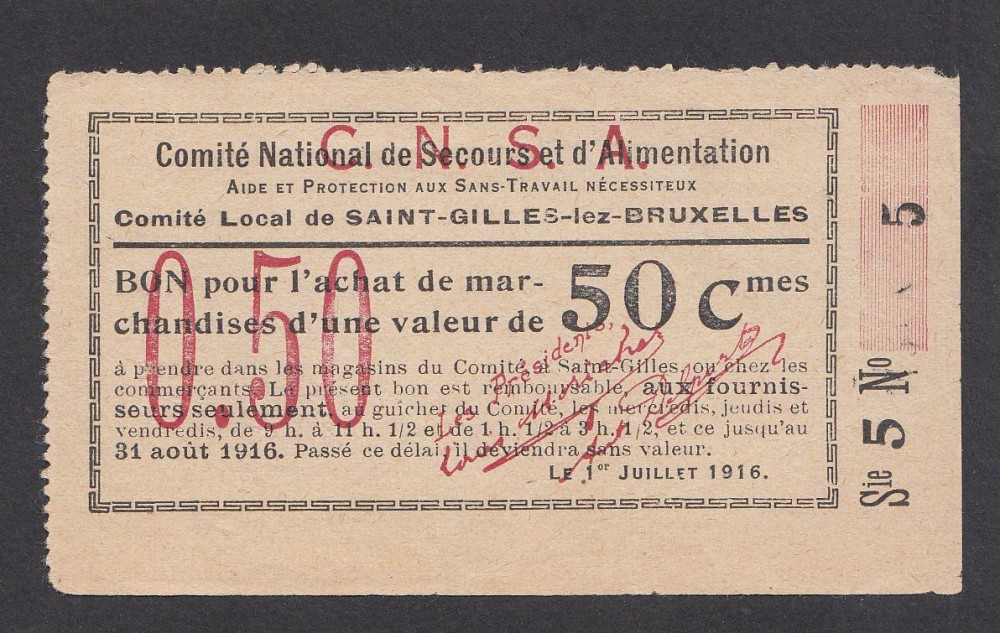 C. N. S. A.
Comité National de Secours et d'Alimentation
AIDE ET PROTECTION AUX SANS-TRAVAIL NÉCESSITEUX
Comité Local de SAINT-GILLES-lez-BRUXELLES
0.50
BON pour l'achat de mar-
chandises d'une valeur de 50 cmes
à prendre dans les magasins du Comité à Saint-Gilles ou chez les
commerçants. Le présent bon est remboursable, aux fournis-
seurs seulement, au guichet du Comité, les mercredis, jeudis et
vendredis, de 9 h. à 11 h. 1/2 et de 1 h. 1/2 à 3 h. 1/2, et ce jusqu'au
31 août 1916. Passé ce délai, il deviendra sans valeur.
LE 1er JUILLET 1916.
Les Présidents,
Sie 5 No 5